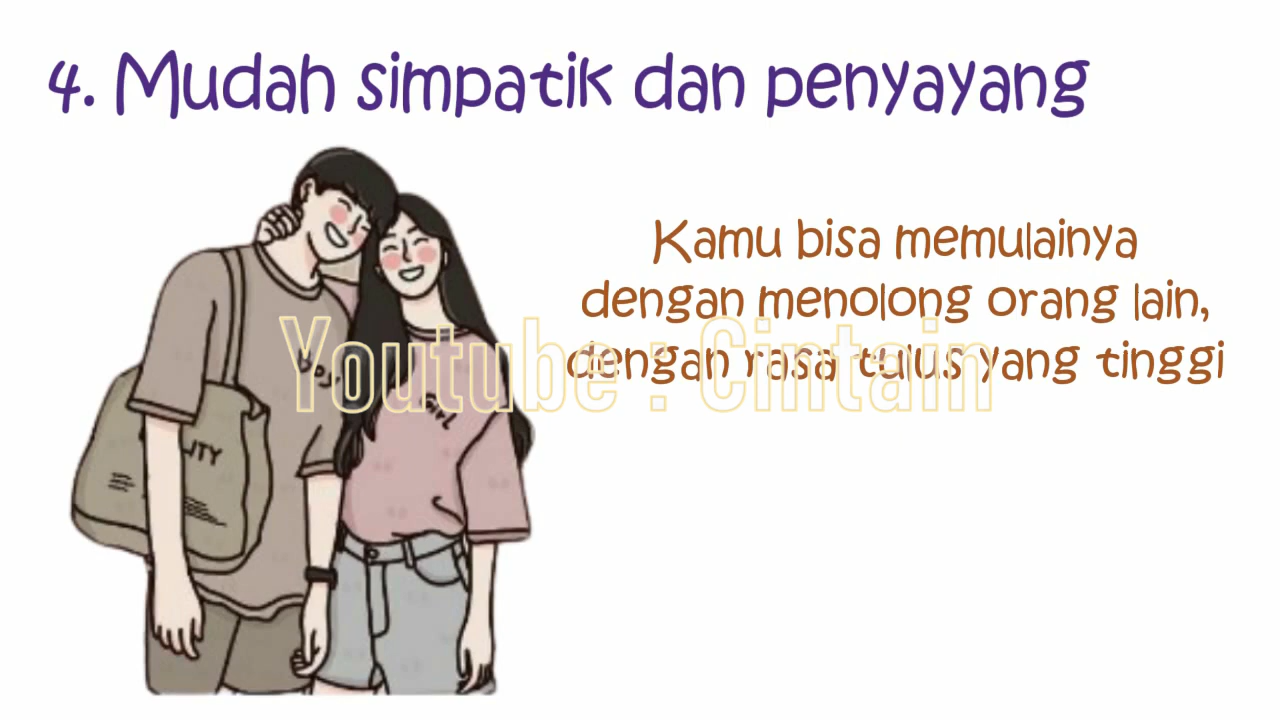 4. Mudah simpatik dan penyayang
Kamu bisa memulainya
dengan menolong orang lain,
dengan rasa tulus yang tinggi
Youtube : Cintain